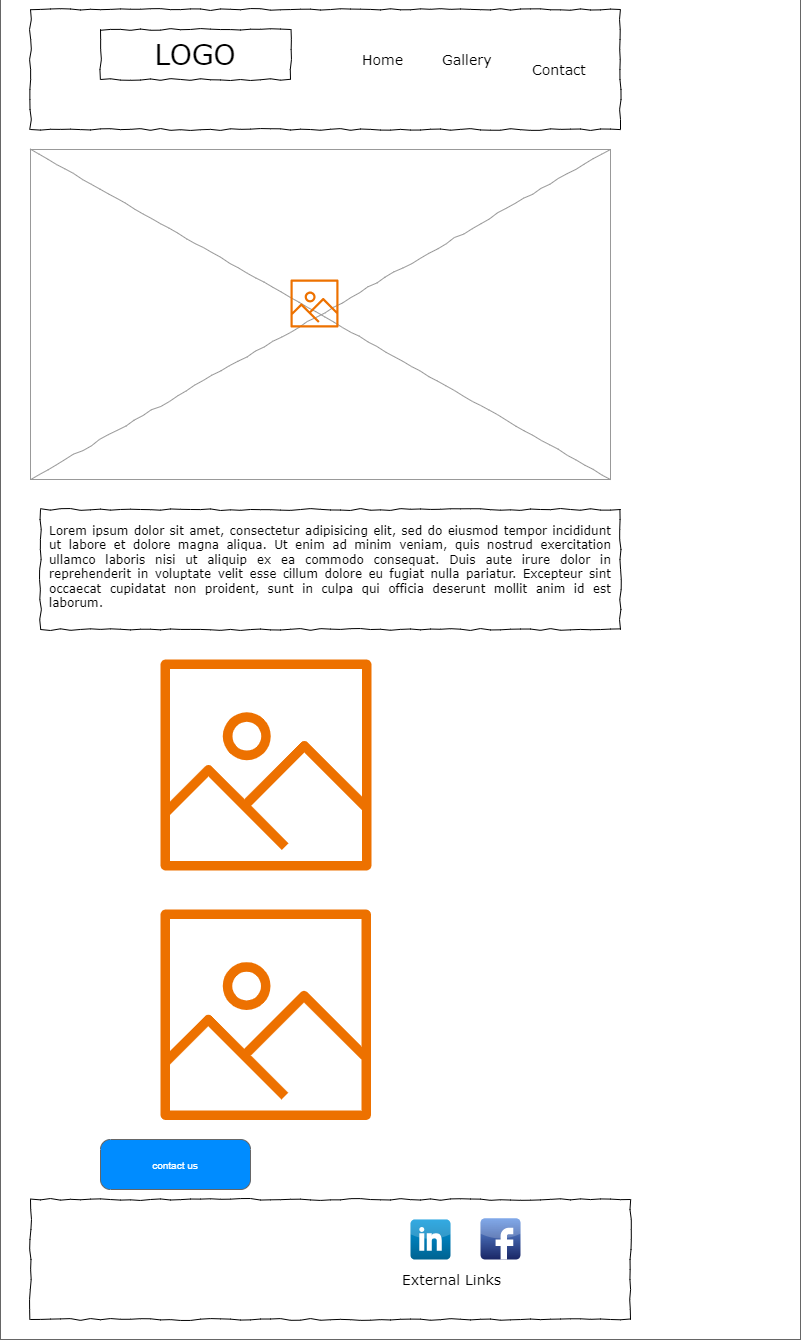 LOGO
Home
Gallery
Contact
Lorem ipsum dolor sit amet, consectetur adipisicing elit, sed do eiusmod tempor incididunt
ut labore et dolore magna aliqua. Ut enim ad minim veniam, quis nostrud exercitation
ullamco laboris nisi ut aliquip ex ea commodo consequat. Duis aute irure dolor in
reprehenderit in voluptate velit esse cillum dolore eu fugiat nulla pariatur. Excepteur sint
occaecat cupidatat non proident, sunt in culpa qui officia deserunt mollit anim id est
laborum.
contact us
in
f
External Links